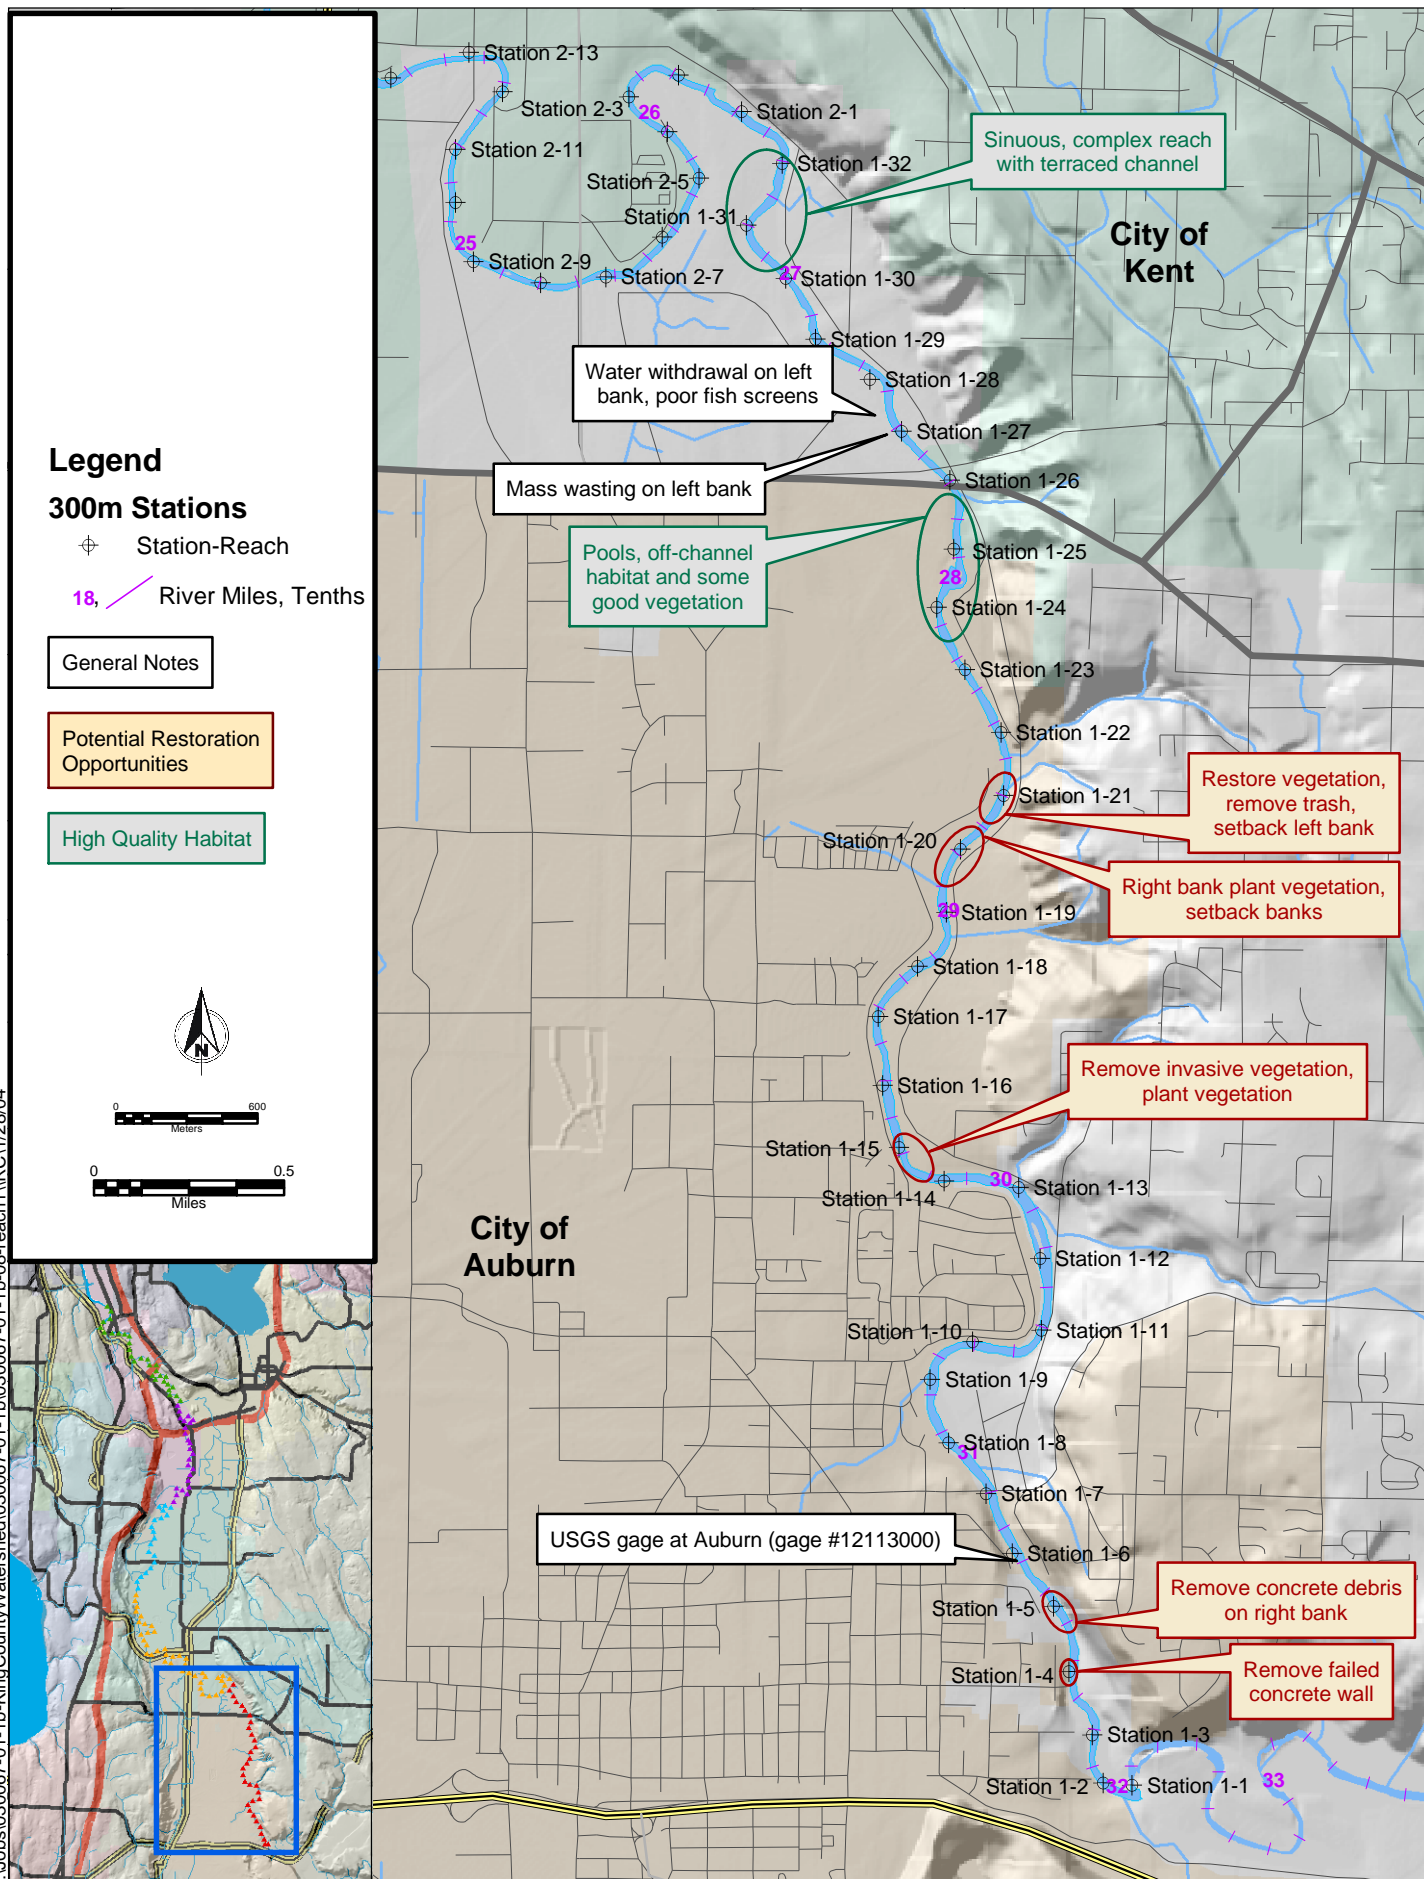 Legend
300m Stations
Station-Reach
18, River Miles, Tenths
General Notes
Potential Restoration
Opportunities
High Quality Habitat
N
0 600
Meters
0 0.5
Miles
Station 2-13
Station 2-3
26
Station 2-1
Station 2-11
Station 1-32
Station 2-5
Station 1-31
25
Station 2-9
Station 2-7
27
Station 1-30
Sinuous, complex reach
with terraced channel
City of
Kent
Station 1-29
Water withdrawal on left
bank, poor fish screens
Station 1-28
Station 1-27
Mass wasting on left bank
Station 1-26
Pools, off-channel
habitat and some
good vegetation
Station 1-25
28
Station 1-24
Station 1-23
Station 1-22
Station 1-21
Restore vegetation,
remove trash,
setback left bank
Station 1-20
Right bank plant vegetation,
setback banks
29
Station 1-19
Station 1-18
Station 1-17
Station 1-16
Remove invasive vegetation,
plant vegetation
Station 1-15
Station 1-14
30
Station 1-13
City of
Auburn
Station 1-12
Station 1-11
Station 1-10
Station 1-9
Station 1-8
31
Station 1-7
USGS gage at Auburn (gage #12113000)
Station 1-6
Station 1-5
Remove concrete debris
on right bank
Station 1-4
Remove failed
concrete wall
Station 1-3
Station 1-2
32
Station 1-1
33